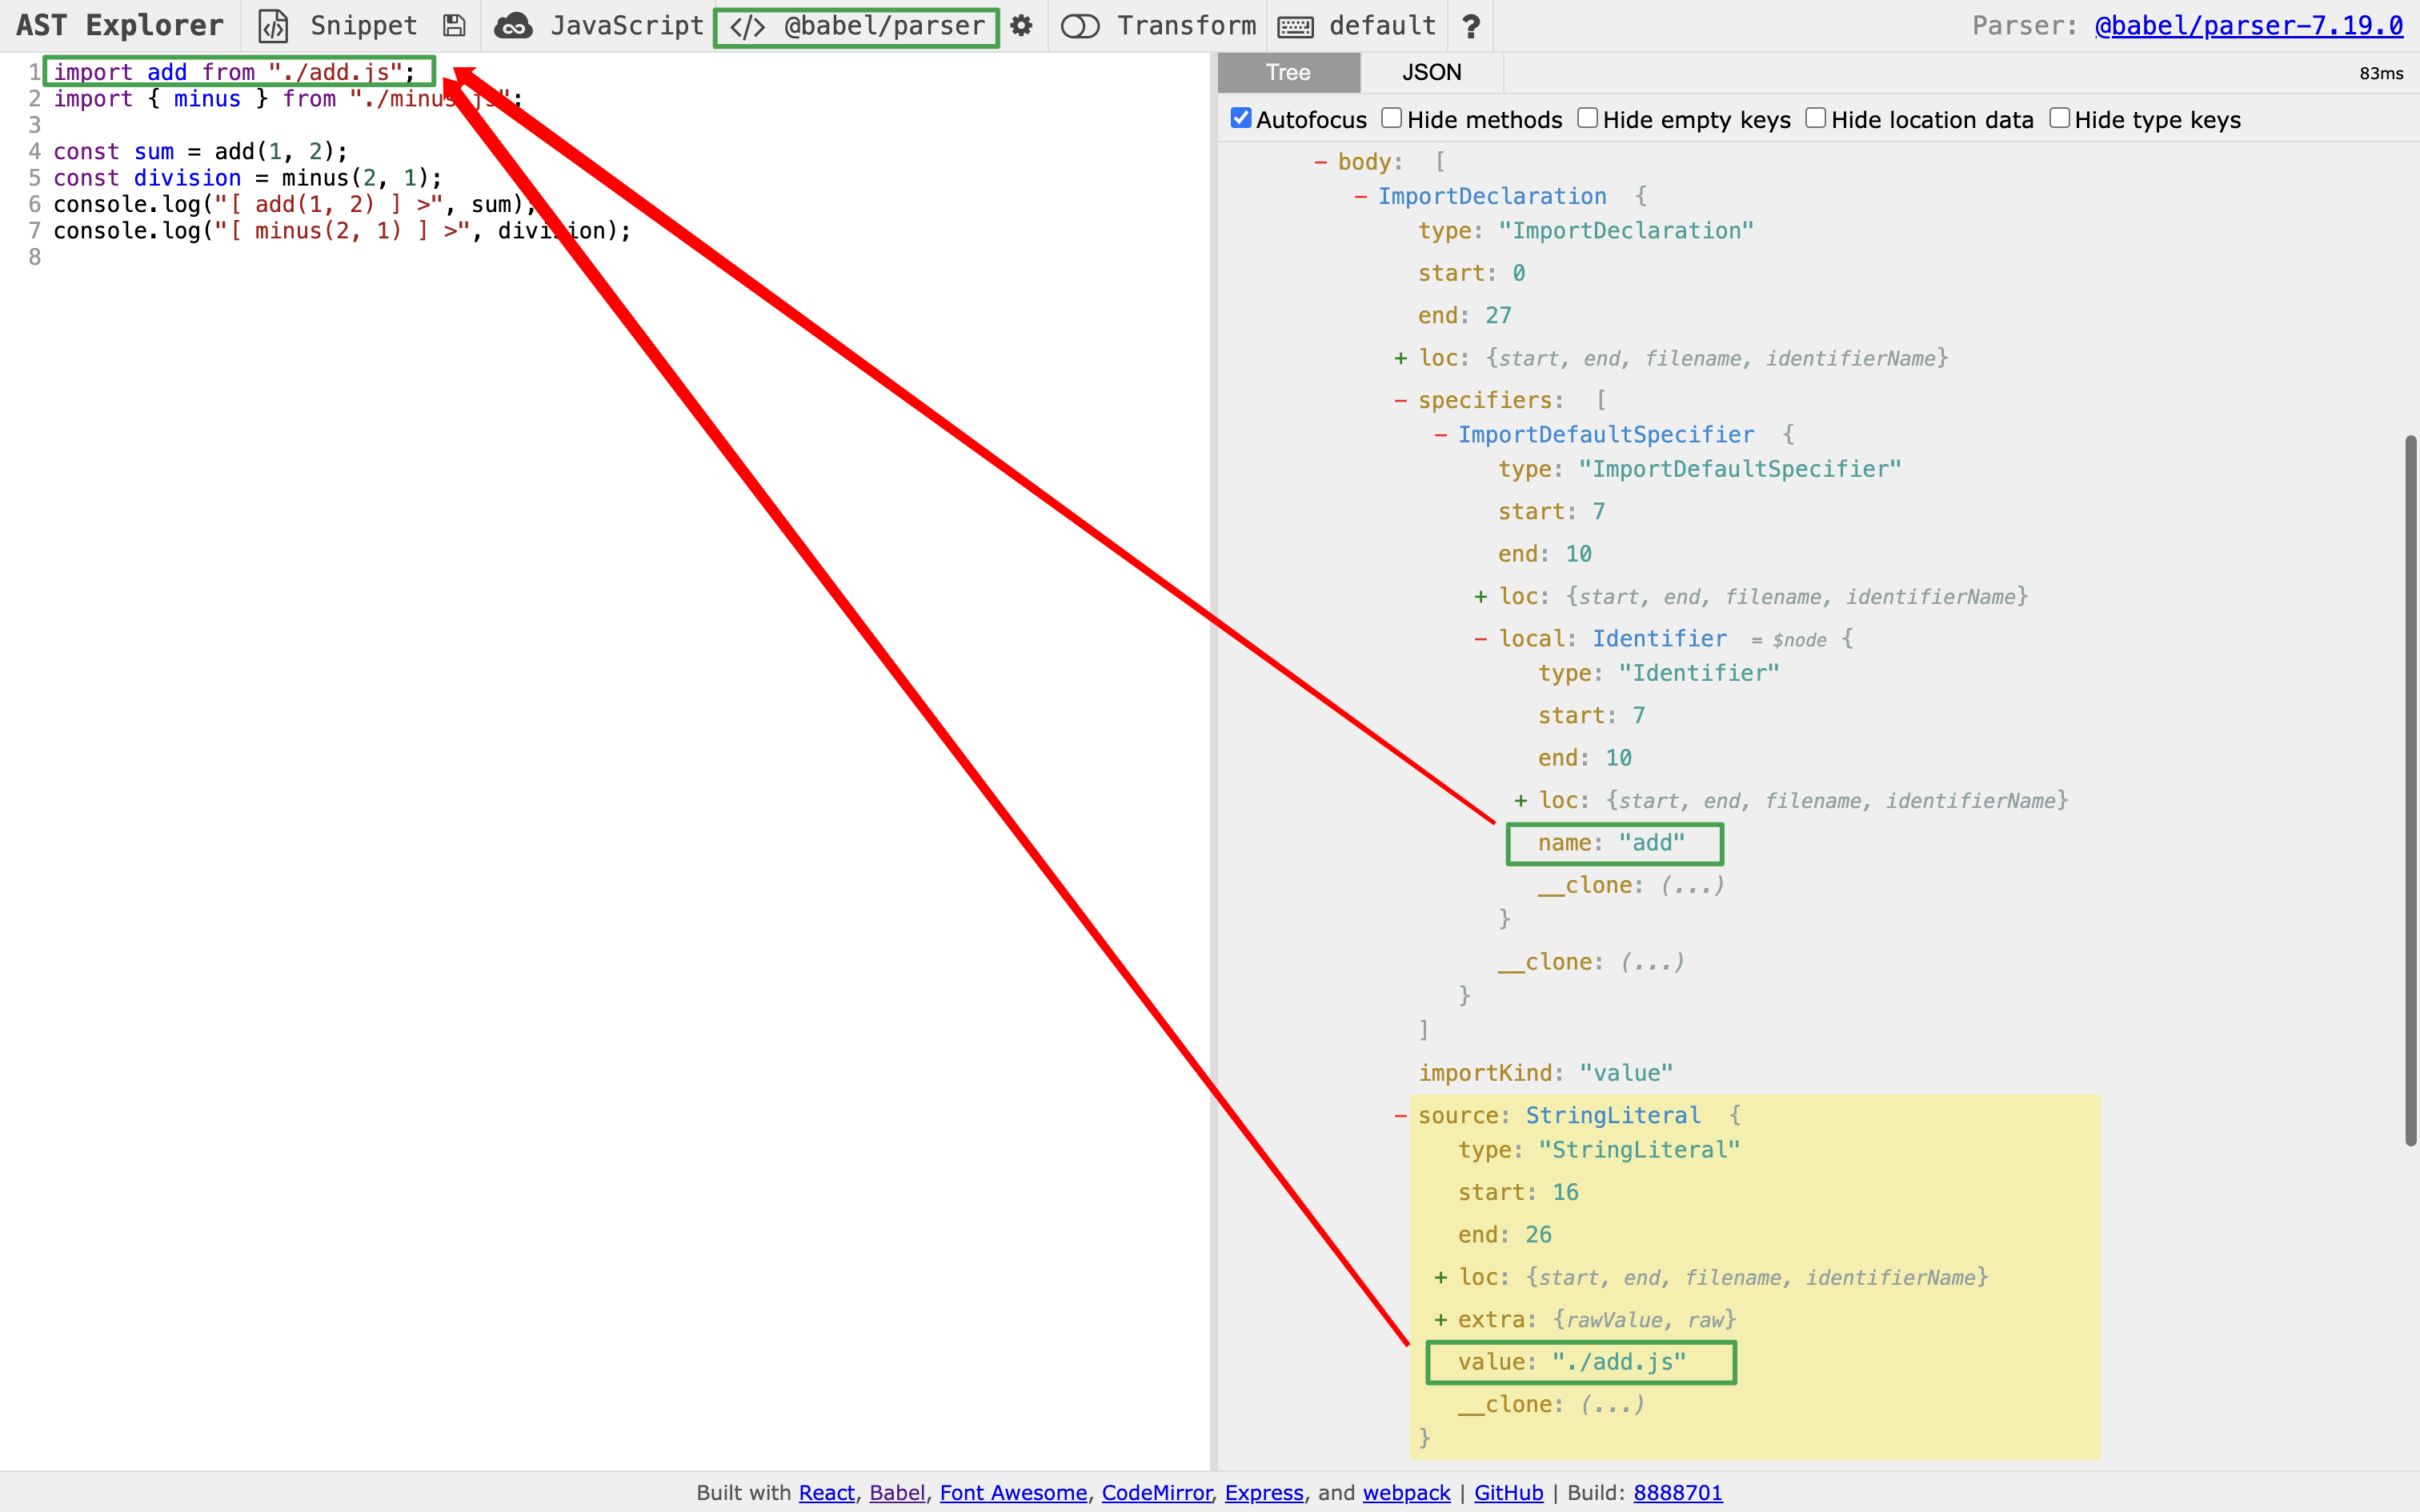 AST Explorer Snippet JavaScript </> @babel/parser Transform default ? Parser: @babel/parser-7.19.0
1 import add from "./add.js";
2 import { minus } from "./minus.js";
3
4 const sum = add(1, 2);
5 const division = minus(2, 1);
6 console.log("[ add(1, 2) ] >", sum);
7 console.log("[ minus(2, 1) ] >", division);
8
Tree JSON 83ms
Autofocus Hide methods Hide empty keys Hide location data Hide type keys
- body: [
- ImportDeclaration {
type: "ImportDeclaration"
start: 0
end: 27
+ loc: {start, end, filename, identifierName}
- specifiers: [
- ImportDefaultSpecifier {
type: "ImportDefaultSpecifier"
start: 7
end: 10
+ loc: {start, end, filename, identifierName}
- local: Identifier = $node {
type: "Identifier"
start: 7
end: 10
+ loc: {start, end, filename, identifierName}
name: "add"
__clone: (...)
}
__clone: (...)
}
]
importKind: "value"
- source: StringLiteral {
type: "StringLiteral"
start: 16
end: 26
+ loc: {start, end, filename, identifierName}
+ extra: {rawValue, raw}
value: "./add.js"
__clone: (...)
}
Built with React, Babel, Font Awesome, CodeMirror, Express, and webpack | GitHub | Build: 8888701